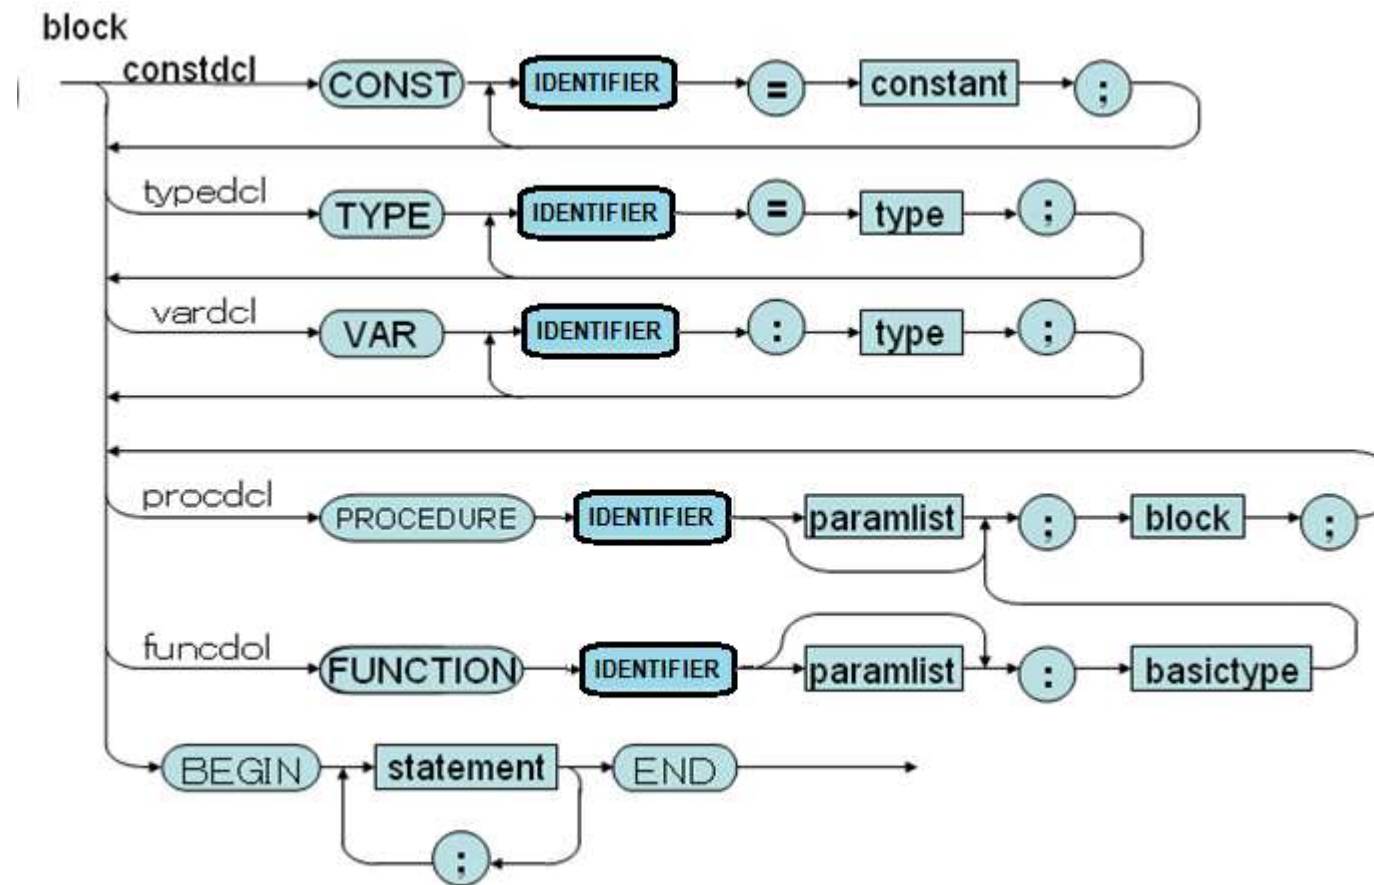 block
constdcl CONST IDENTIFIER = constant ;
typedcl TYPE IDENTIFIER = type ;
vardcl VAR IDENTIFIER : type ;
procdcl PROCEDURE IDENTIFIER paramlist ; block ;
funcdol FUNCTION IDENTIFIER paramlist : basictype
BEGIN statement END
;